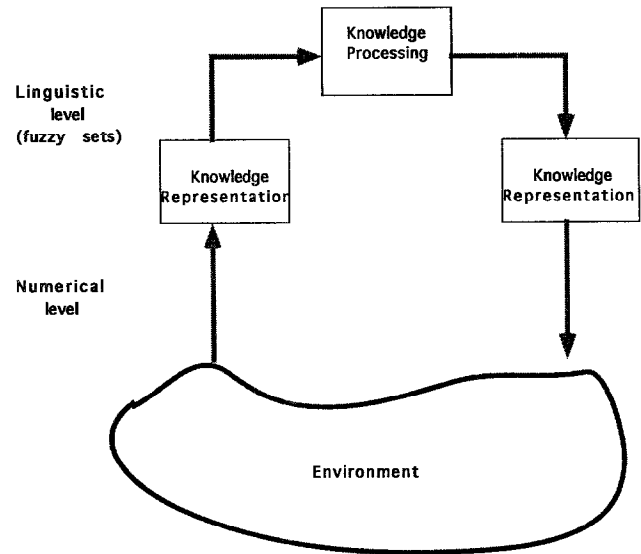 Knowledge
Processing
Linguistic
level
(fuzzy sets)
Knowledge
Representation
Knowledge
Representation
Numerical
level
Environment